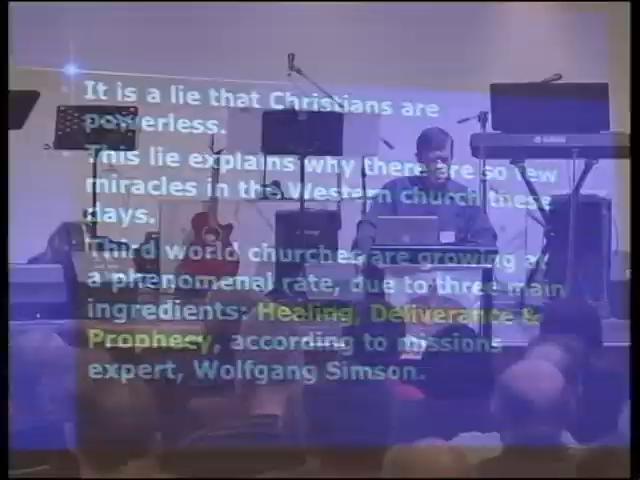 It is a lie that Christians are
powerless.
This lie explains why there are so few
miracles in the Western church these
days.
Third world churches are growing at
a phenomenal rate, due to three main
ingredients: Healing, Deliverance &
Prophecy, according to missions
expert, Wolfgang Simson.